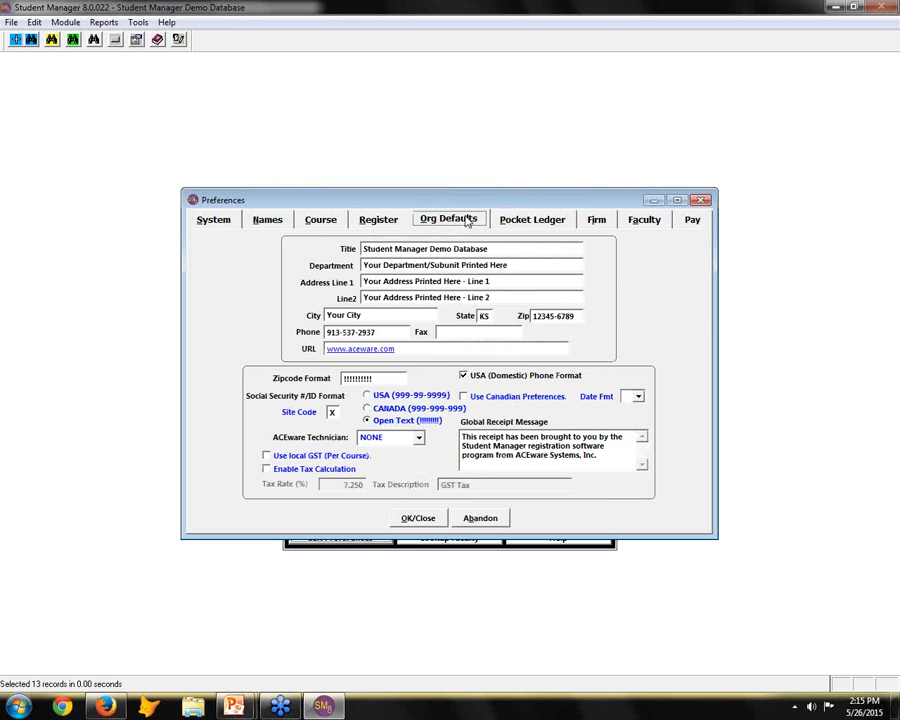 Student Manager 8.0.022 - Student Manager Demo Database
File Edit Module Reports Tools Help
Preferences
System Names Course Register Org Defaults Pocket Ledger Firm Faculty Pay
Title Student Manager Demo Database
Department Your Department/Subunit Printed Here
Address Line 1 Your Address Printed Here - Line 1
Line2 Your Address Printed Here - Line 2
City Your City State KS Zip 12345-6789
Phone 913-537-2937 Fax
URL www.aceware.com
Zipcode Format !!!!!!!!!! USA (Domestic) Phone Format
Social Security #/ID Format USA (999-99-9999) Use Canadian Preferences. Date Fmt
Site Code X CANADA (999-999-999)
Open Text (!!!!!!!!!) Global Receipt Message
ACEware Technician: NONE
This receipt has been brought to you by the
Student Manager registration software
program from ACEware Systems, Inc.
Use local GST (Per Course).
Enable Tax Calculation
Tax Rate (%) 7.250 Tax Description GST Tax
OK/Close Abandon
Selected 13 records in 0.00 seconds
SM8
2:15 PM
5/26/2015